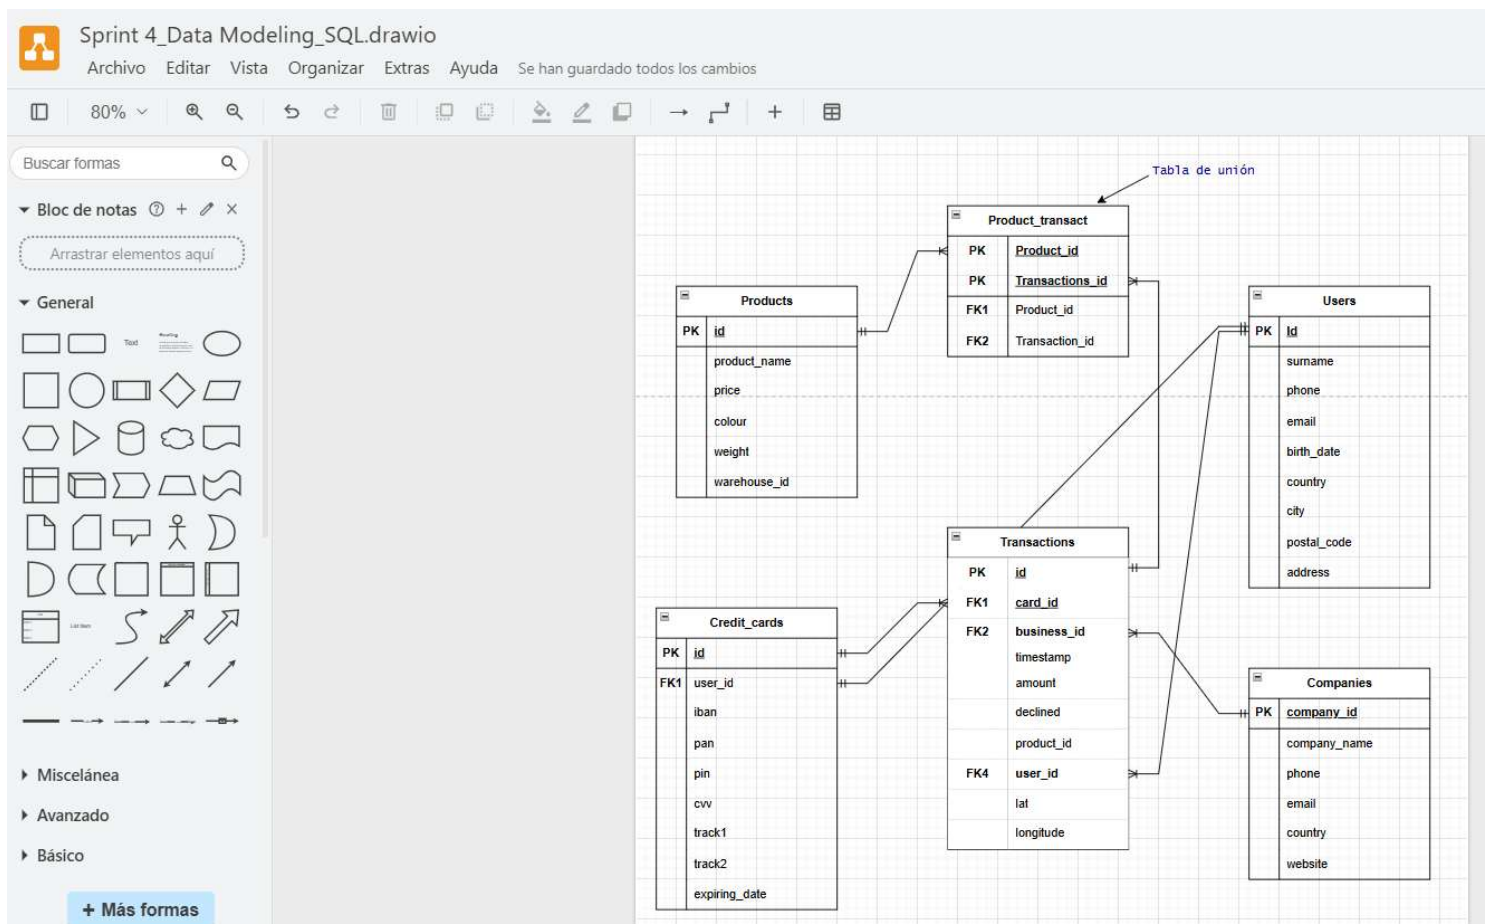 Sprint 4_Data Modeling_SQL.drawio
Archivo Editar Vista Organizar Extras Ayuda Se han guardado todos los cambios
80%
Buscar formas
Bloc de notas
Arrastrar elementos aquí
General
Text
Heading
List Item
Miscelánea
Avanzado
Básico
+ Más formas
Tabla de unión
Product_transact
PK Product_id
PK Transactions_id
FK1 Product_id
FK2 Transaction_id
Products
PK id
product_name
price
colour
weight
warehouse_id
Users
PK Id
surname
phone
email
birth_date
country
city
postal_code
address
Transactions
PK id
FK1 card_id
FK2 business_id
timestamp
amount
declined
product_id
FK4 user_id
lat
longitude
Credit_cards
PK id
FK1 user_id
iban
pan
pin
cvv
track1
track2
expiring_date
Companies
PK company_id
company_name
phone
email
country
website